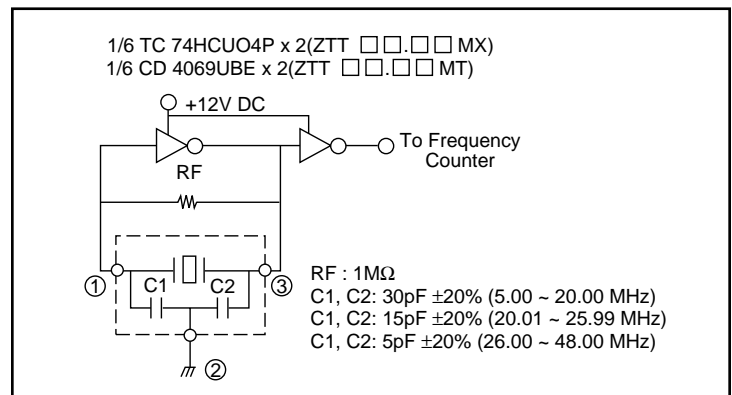 1/6 TC 74HCUO4P x 2(ZTT □□.□□ MX)
1/6 CD 4069UBE x 2(ZTT □□.□□ MT)
+12V DC
To Frequency
Counter
RF
① C1 C2 ③
②
RF : 1MΩ
C1, C2: 30pF ±20% (5.00 ~ 20.00 MHz)
C1, C2: 15pF ±20% (20.01 ~ 25.99 MHz)
C1, C2: 5pF ±20% (26.00 ~ 48.00 MHz)